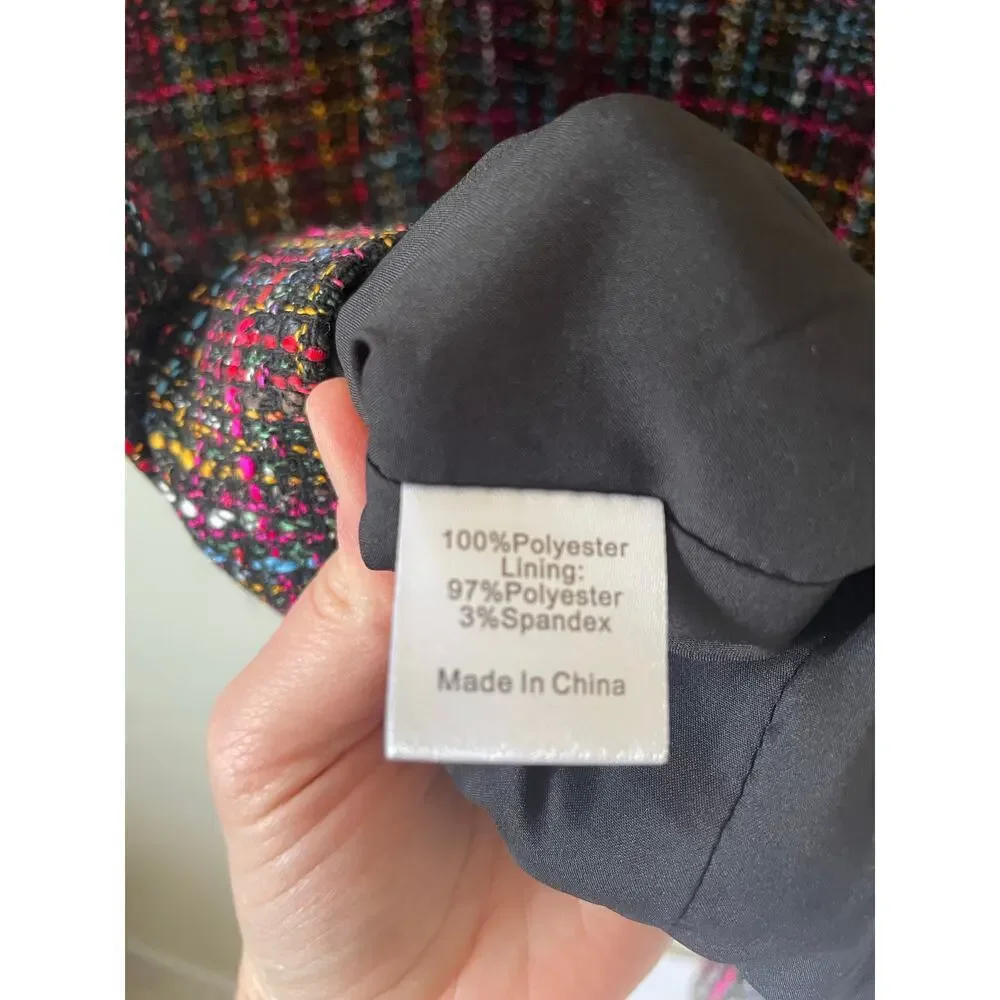 100%Polyester
Lining:
97%Polyester
3%Spandex
Made In China